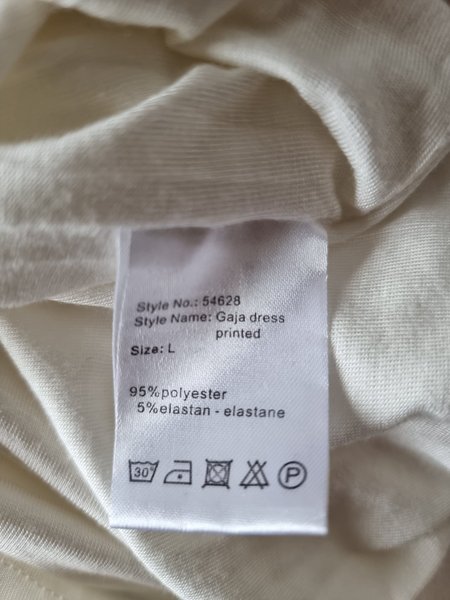 Style No.: 54628
Style Name: Gaja dress
printed
Size: L
95%polyester
5%elastan - elastane
30°
P